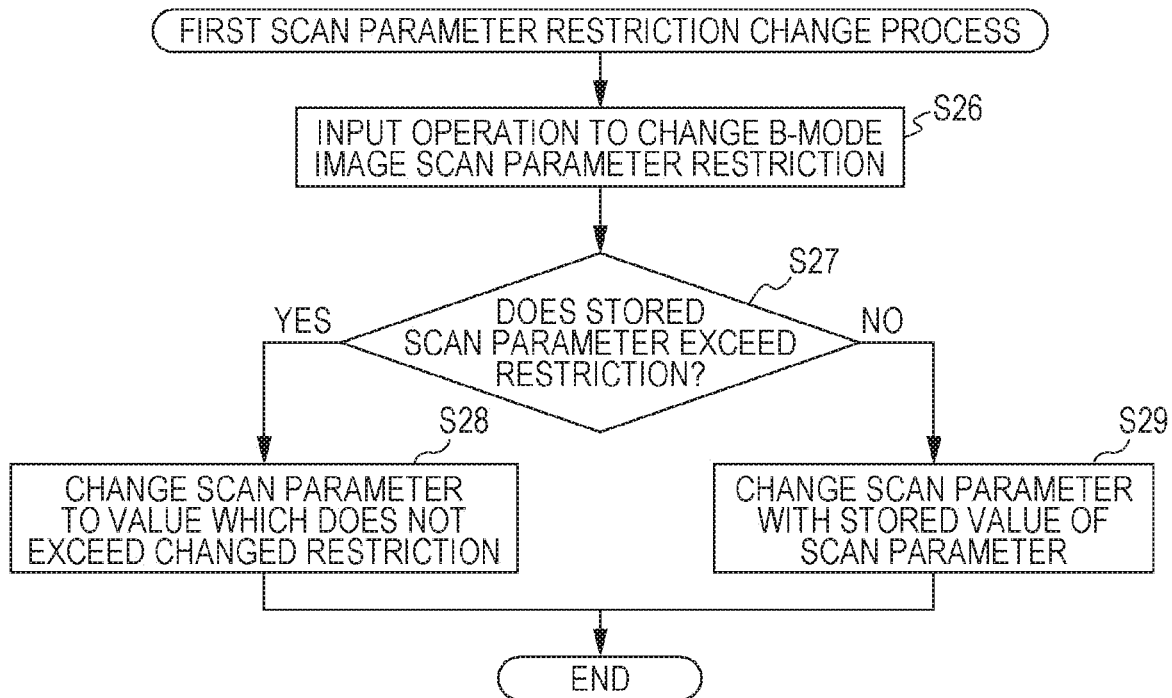 FIRST SCAN PARAMETER RESTRICTION CHANGE PROCESS
S26
INPUT OPERATION TO CHANGE B-MODE
IMAGE SCAN PARAMETER RESTRICTION
S27
DOES STORED
SCAN PARAMETER EXCEED
RESTRICTION?
YES
NO
S28
CHANGE SCAN PARAMETER
TO VALUE WHICH DOES NOT
EXCEED CHANGED RESTRICTION
S29
CHANGE SCAN PARAMETER
WITH STORED VALUE OF
SCAN PARAMETER
END